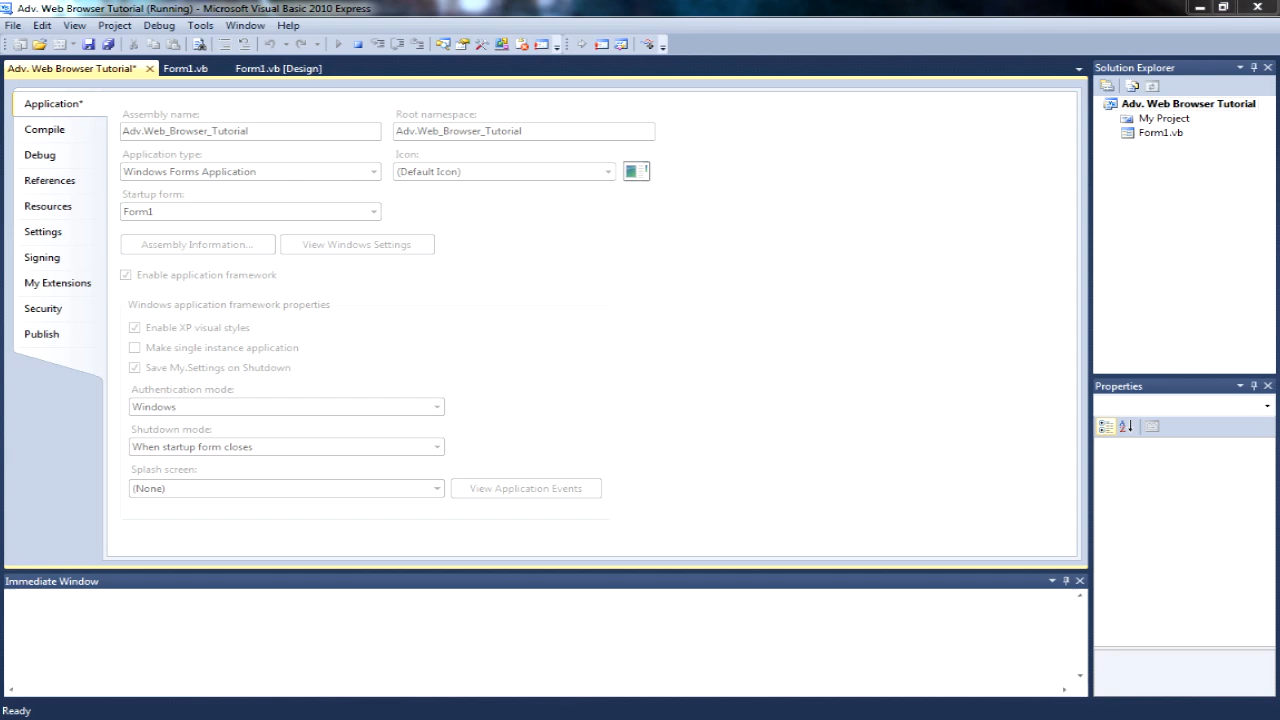 Adv. Web Browser Tutorial (Running) - Microsoft Visual Basic 2010 Express
File Edit View Project Debug Tools Window Help
Adv. Web Browser Tutorial* Form1.vb Form1.vb [Design]
Application*
Compile
Debug
References
Resources
Settings
Signing
My Extensions
Security
Publish
Assembly name: Root namespace:
Adv.Web_Browser_Tutorial Adv.Web_Browser_Tutorial
Application type: Icon:
Windows Forms Application (Default Icon)
Startup form:
Form1
Assembly Information... View Windows Settings
Enable application framework
Windows application framework properties
Enable XP visual styles
Make single instance application
Save My.Settings on Shutdown
Authentication mode:
Windows
Shutdown mode:
When startup form closes
Splash screen:
(None) View Application Events
Solution Explorer
Adv. Web Browser Tutorial
My Project
Form1.vb
Properties
Immediate Window
Ready